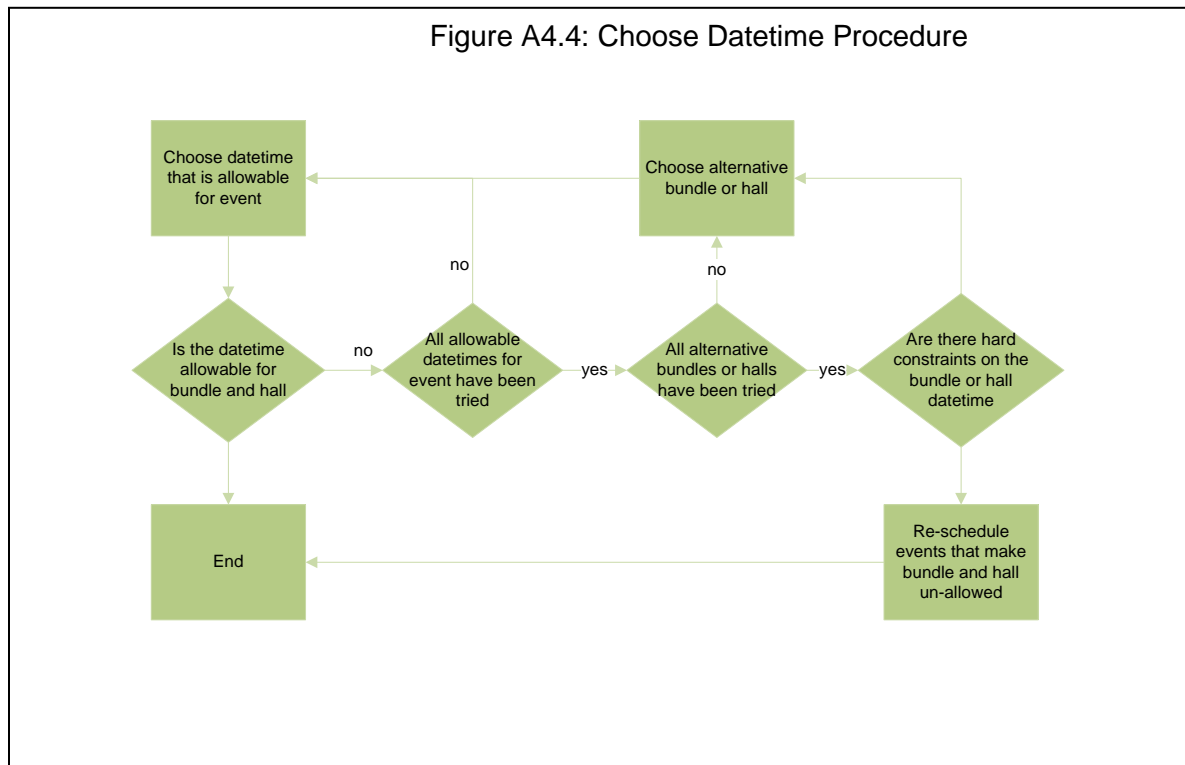 Figure A4.4: Choose Datetime Procedure
Choose datetime
that is allowable
for event
Choose alternative
bundle or hall
no
no
Is the datetime
allowable for
bundle and hall
no
All allowable
datetimes for
event have been
tried
yes
All alternative
bundles or halls
have been tried
yes
Are there hard
constraints on the
bundle or hall
datetime
End
Re-schedule
events that make
bundle and hall
un-allowed